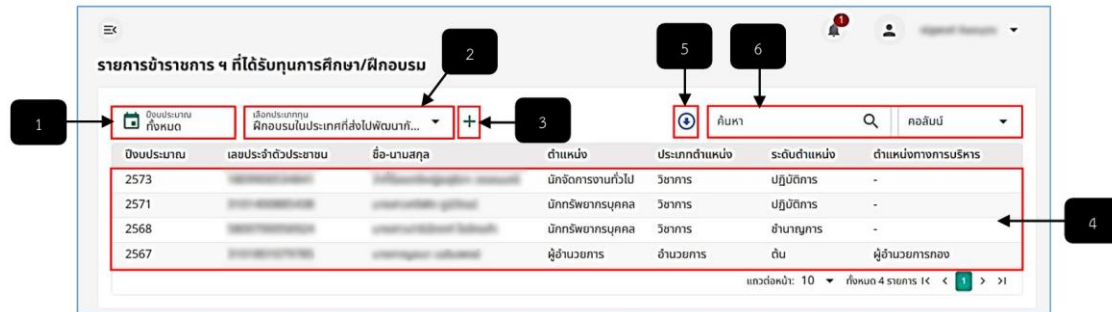 1
2
5
6
รายการข้าราชการ ฯ ที่ได้รับทุนการศึกษา/ฝึกอบรม
1
ปีงบประมาณ
ทั้งหมด
เลือกประเภททุน
ฝึกอบรมในประเทศที่ส่งไปพัฒนากั...
3
ค้นหา
คอลัมน์
ปีงบประมาณ เลขประจำตัวประชาชน ชื่อ-นามสกุล ตำแหน่ง ประเภทตำแหน่ง ระดับตำแหน่ง ตำแหน่งทางการบริหาร
2573 นักจัดการงานทั่วไป วิชาการ ปฏิบัติการ -
2571 นักทรัพยากรบุคคล วิชาการ ปฏิบัติการ -
4
2568 นักทรัพยากรบุคคล วิชาการ ชำนาญการ -
2567 ผู้อำนวยการ อำนวยการ ต้น ผู้อำนวยการกอง
แถวต่อหน้า: 10 ทั้งหมด 4 รายการ 1